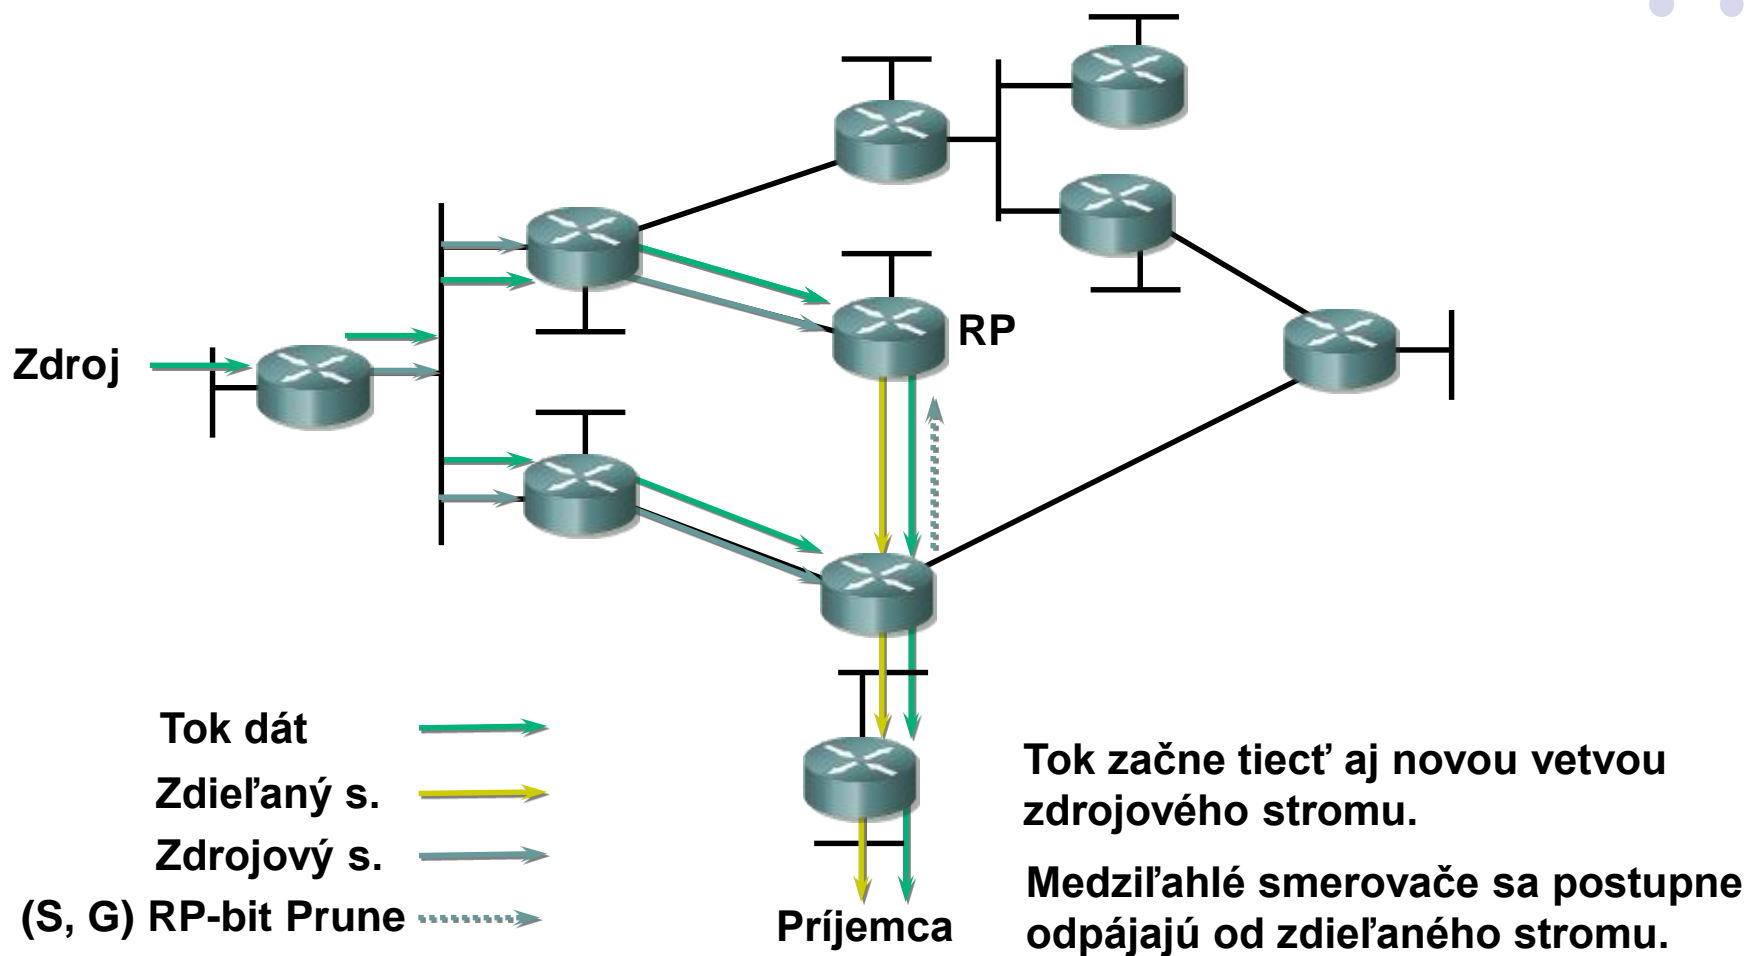 RP
Zdroj
Tok dát
Zdieľaný s.
Zdrojový s.
(S, G) RP-bit Prune
Príjemca
Tok začne tiecť aj novou vetvou
zdrojového stromu.
Medziľahlé smerovače sa postupne
odpájajú od zdieľaného stromu.